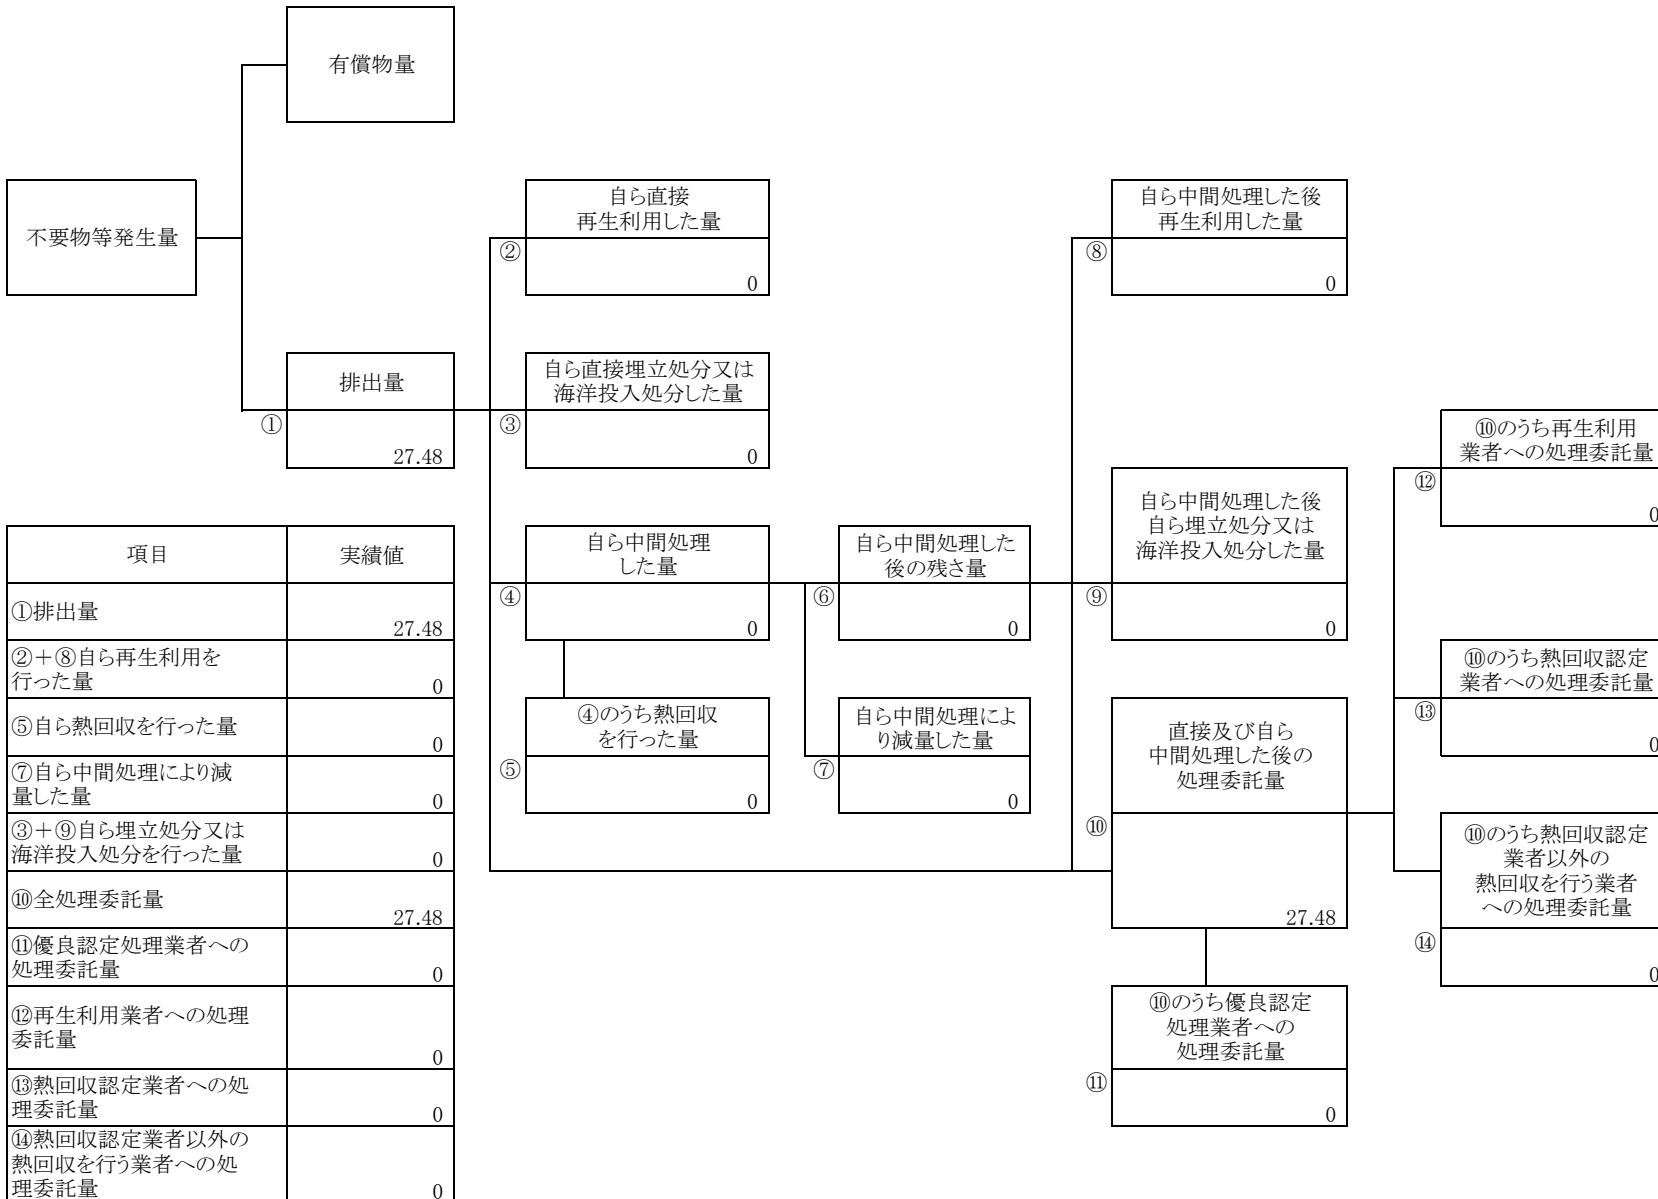 有償物量
不要物等発生量
排出量
①
27.48
自ら直接
再生利用した量
②
0
自ら直接埋立処分又は
海洋投入処分した量
③
0
自ら中間処理
した量
④
0
④のうち熱回収
を行った量
⑤
0
自ら中間処理した
後の残さ量
⑥
0
自ら中間処理によ
り減量した量
⑦
0
自ら中間処理した後
再生利用した量
⑧
0
自ら中間処理した後
自ら埋立処分又は
海洋投入処分した量
⑨
0
直接及び自ら
中間処理した後の
処理委託量
⑩
27.48
⑩のうち優良認定
処理業者への
処理委託量
⑪
0
⑩のうち再生利用
業者への処理委託量
⑫
0
⑩のうち熱回収認定
業者への処理委託量
⑬
0
⑩のうち熱回収認定
業者以外の
熱回収を行う業者
への処理委託量
⑭
0
項目 実績値
①排出量
27.48
②＋⑧自ら再生利用を
行った量
0
⑤自ら熱回収を行った量
0
⑦自ら中間処理により減
量した量
0
③＋⑨自ら埋立処分又は
海洋投入処分を行った量
0
⑩全処理委託量
27.48
⑪優良認定処理業者への
処理委託量
0
⑫再生利用業者への処理
委託量
0
⑬熱回収認定業者への処
理委託量
0
⑭熱回収認定業者以外の
熱回収を行う業者への処
理委託量
0